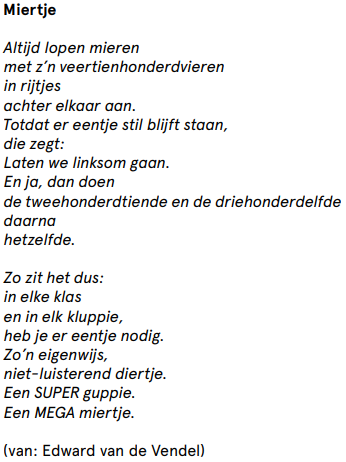 Miertje
Altijd lopen mieren
met z’n veertienhonderdvieren
in rijtjes
achter elkaar aan.
Totdat er eentje stil blijft staan,
die zegt:
Laten we linksom gaan.
En ja, dan doen
de tweehonderdtiende en de driehonderdelfde
daarna
hetzelfde.
Zo zit het dus:
in elke klas
en in elk kluppie,
heb je er eentje nodig.
Zo’n eigenwijs,
niet-luisterend diertje.
Een SUPER guppie.
Een MEGA miertje.
(van: Edward van de Vendel)